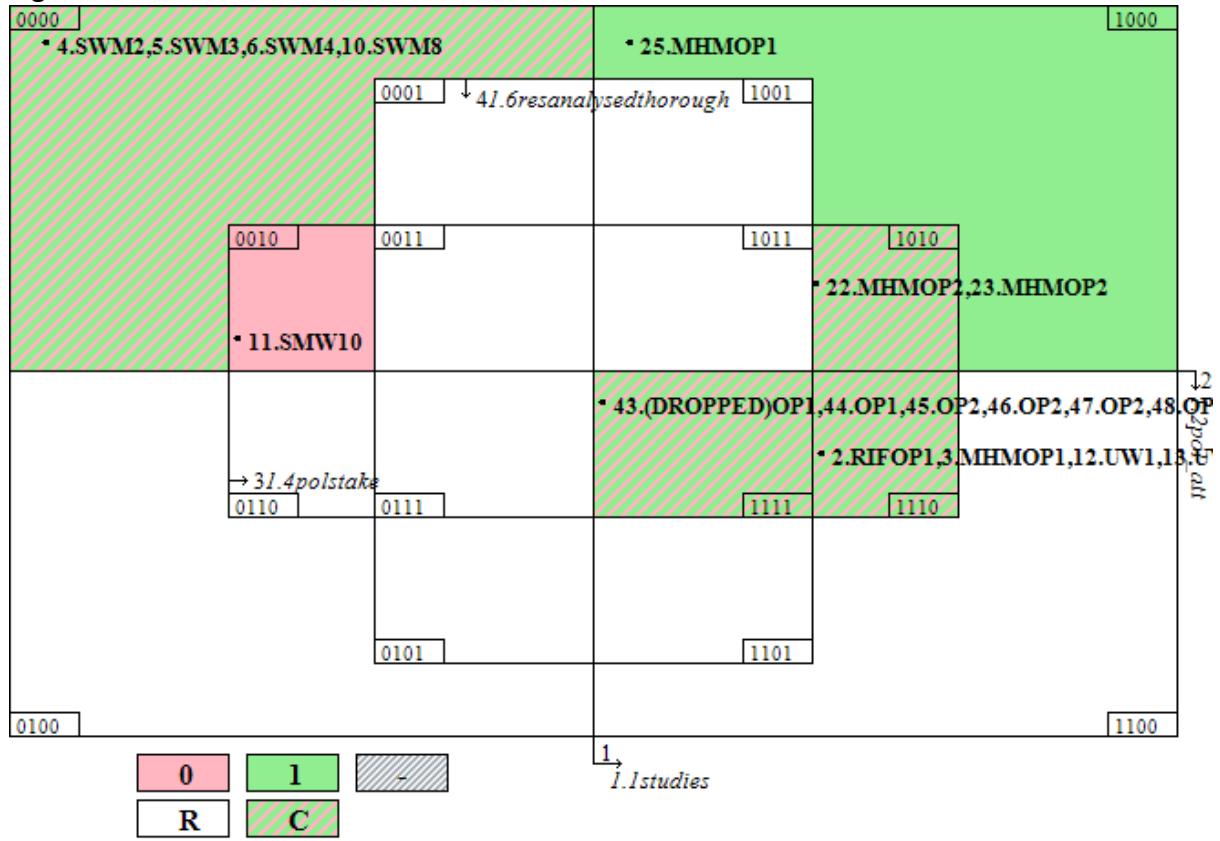 0000 1000
4.SWM2,5.SWM3,6.SWM4,10.SWM8 25.MHMOP1
0001 41.6resanalysedthorough 1001
0010 0011 1011 1010
22.MHMOP2,23.MHMOP2
11.SMW10
2
43.(DROPPED)OP1,44.OP1,45.OP2,46.OP2,47.OP2,48.OP
2.RIFOP1,3.MHMOP1,12.UW1,13.U
31.4polstake
0110 0111 1111 1110
0101 1101
0100 1100
1
1.1studies
0 1 -
R C